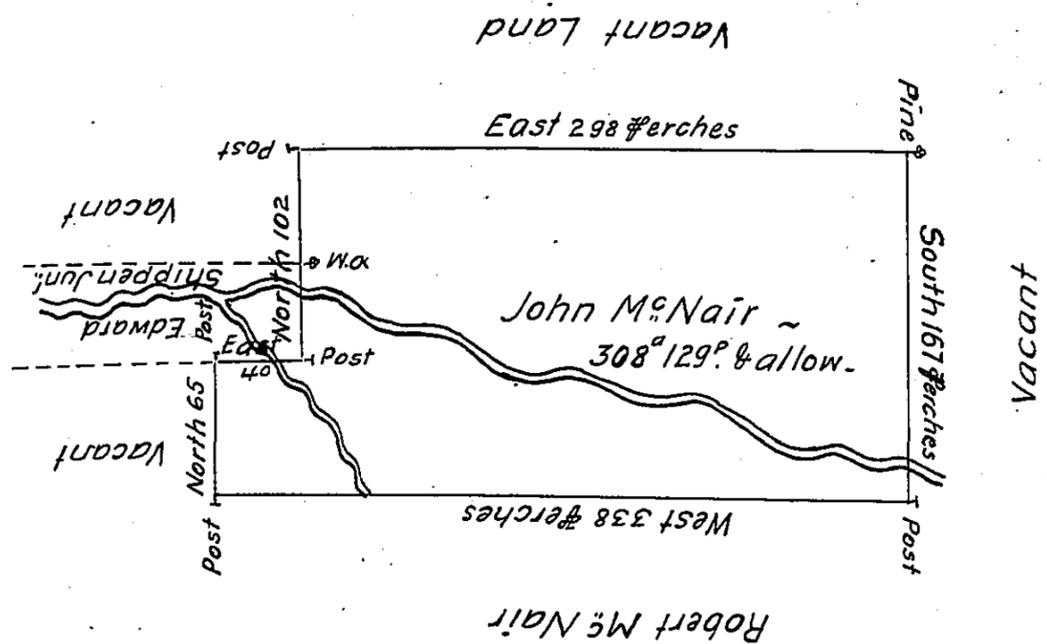 Vacant Land
Pine
East 298 Perches
Post
Vacant
North 102
W.O
Shippen Junr.
Edward
Post
East
40
Post
John McNair ~
308a 129p. & allow-
South 167 Perches
Vacant
North 65
Vacant
West 338 Perches
Post
Post
Robert McNair